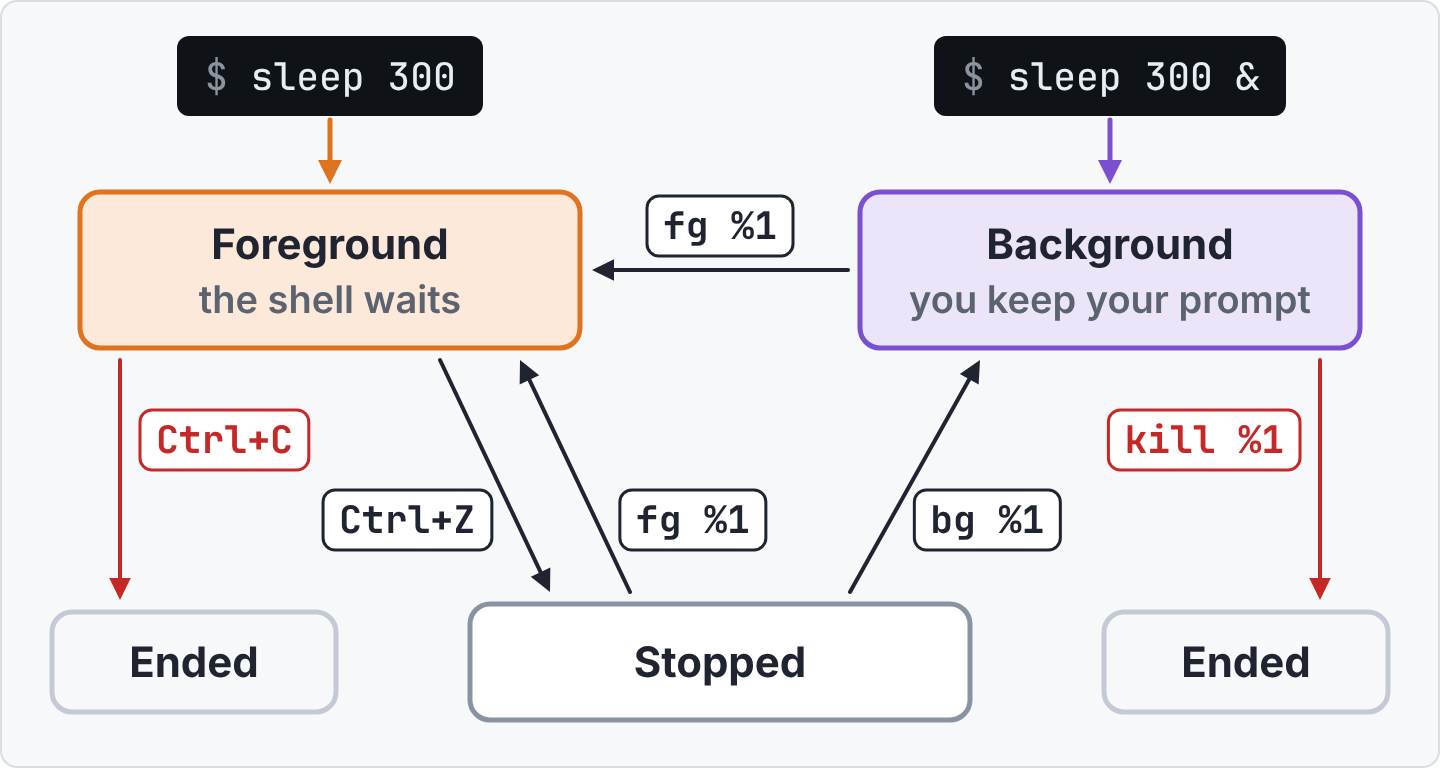 $ sleep 300
$ sleep 300 &
Foreground
the shell waits
fg %1
Background
you keep your prompt
Ctrl+C
kill %1
Ctrl+Z
fg %1
bg %1
Ended
Stopped
Ended